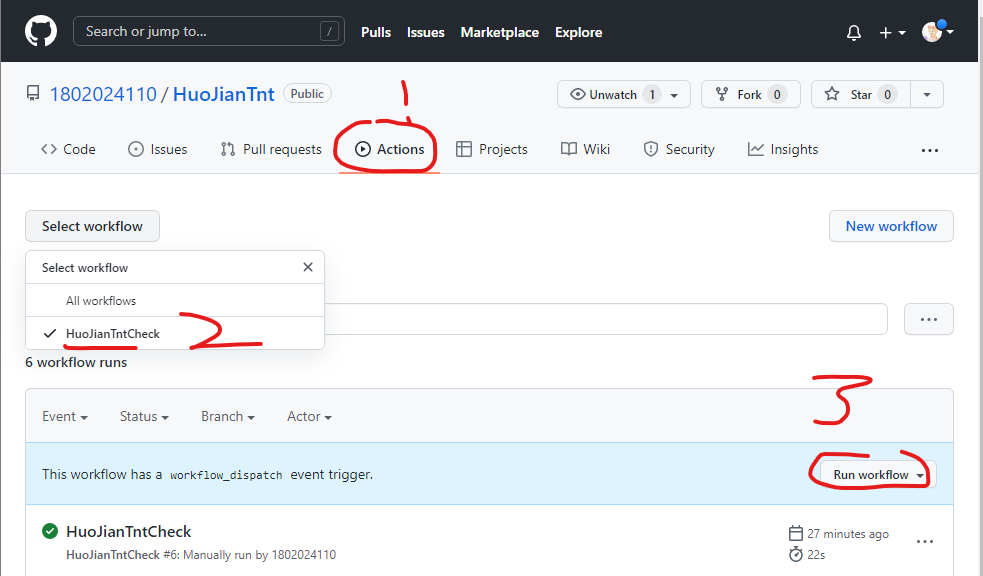 Search or jump to... /
Pulls Issues Marketplace Explore
1802024110 / HuoJianTnt Public
1
Unwatch 1 Fork 0 Star 0
Code Issues Pull requests Actions Projects Wiki Security Insights ...
Select workflow
New workflow
Select workflow
All workflows
HuoJianTntCheck
2
...
6 workflow runs
3
Event Status Branch Actor
This workflow has a workflow_dispatch event trigger.
Run workflow
HuoJianTntCheck
27 minutes ago
...
HuoJianTntCheck #6: Manually run by 1802024110
22s